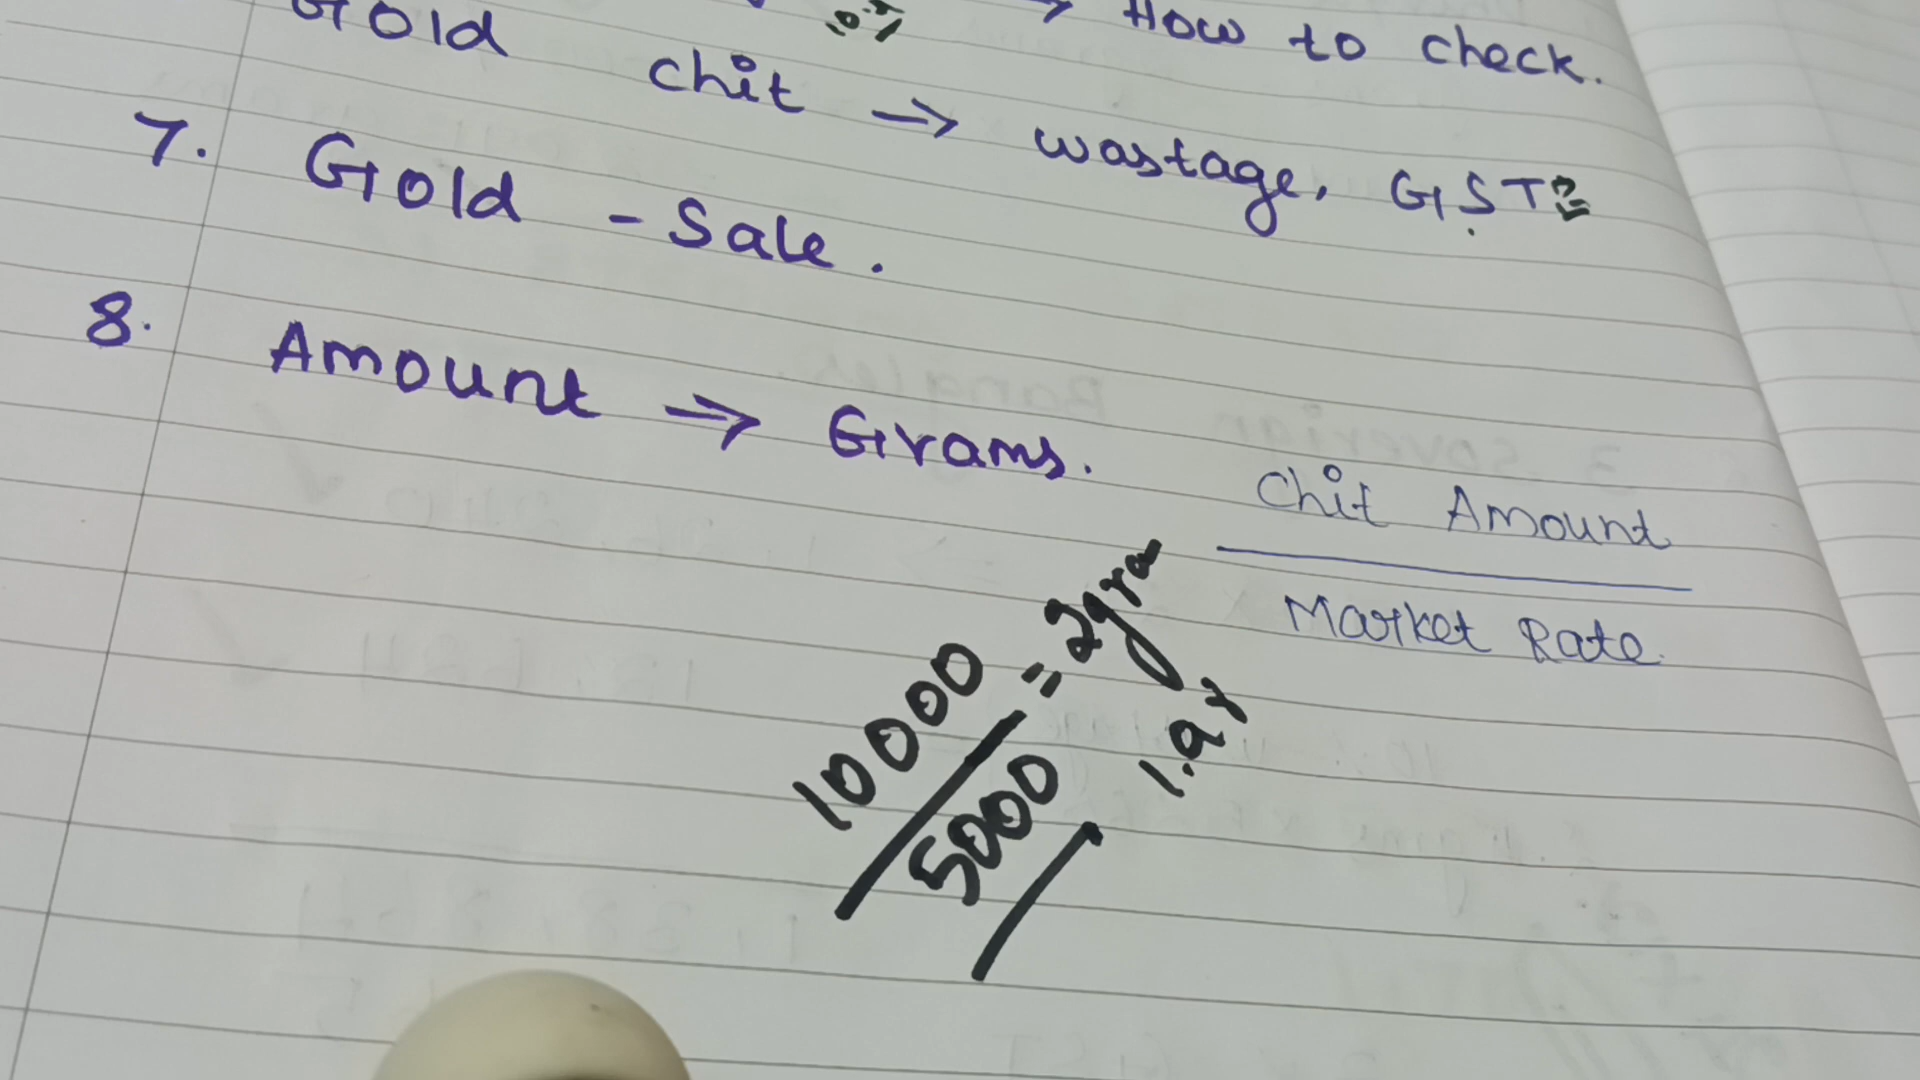 → How to check.
Gold chit → wastage, GST
7. Gold - Sale.
8. Amount → Grams.
Chit Amount
Market Rate.
10000 = 2gra
5000 1.9